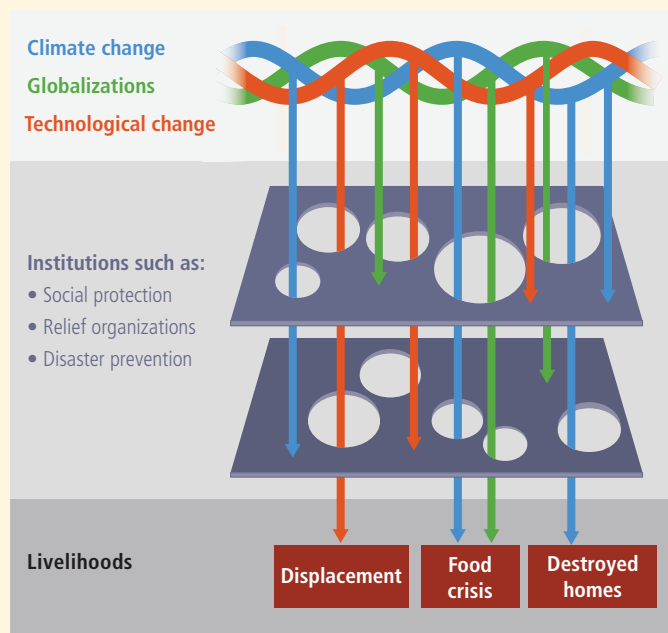 Climate change
Globalizations
Technological change
Institutions such as:
• Social protection
• Relief organizations
• Disaster prevention
Livelihoods
Displacement
Food
crisis
Destroyed
homes